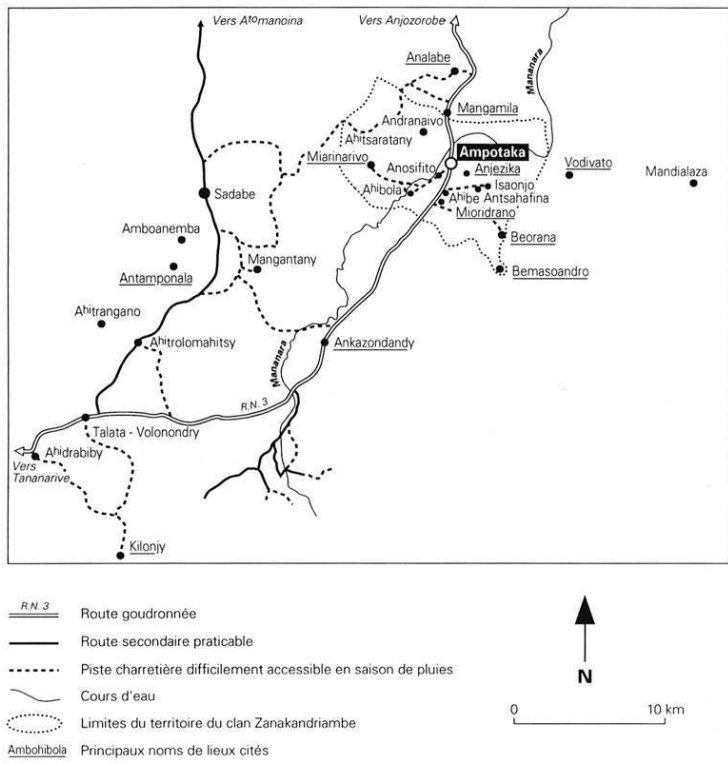 Vers Atomanoina
Vers Anjozorobe
Analabe
Mananara
Mangamila
Andranaivo
Ahitsaratany
Ampotaka
Miarinarivo
Anosifito
Anjezika
Vodivato
Mandialaza
Isaonjo
Ahibola
Ahibe Antsahafina
Sadabe
Mioridrano
Amboanemba
Beorana
Mangantany
Antamponala
Bemasoandro
Ahitrangano
Ahitrolomahitsy
Ankazondandy
Mananara
R.N. 3
Talata - Volonondry
Ahidrabiby
Vers
Tananarive
Kilonjy
R.N. 3 Route goudronnée
Route secondaire praticable
Piste charretière difficilement accessible en saison de pluies
Cours d'eau
Limites du territoire du clan Zanakandriambe
Ambohibola Principaux noms de lieux cités
N
0 10 km